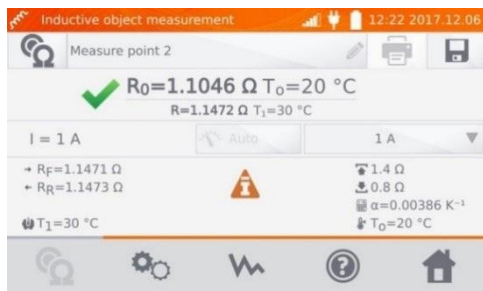 Inductive object measurement 12:22 2017.12.06
Measure point 2
R0=1.1046 Ω To=20 °C
R=1.1472 Ω T1=30 °C
I = 1 A Auto 1 A
RF=1.1471 Ω 1.4 Ω
RR=1.1473 Ω 0.8 Ω
α=0.00386 K⁻¹
T1=30 °C To=20 °C